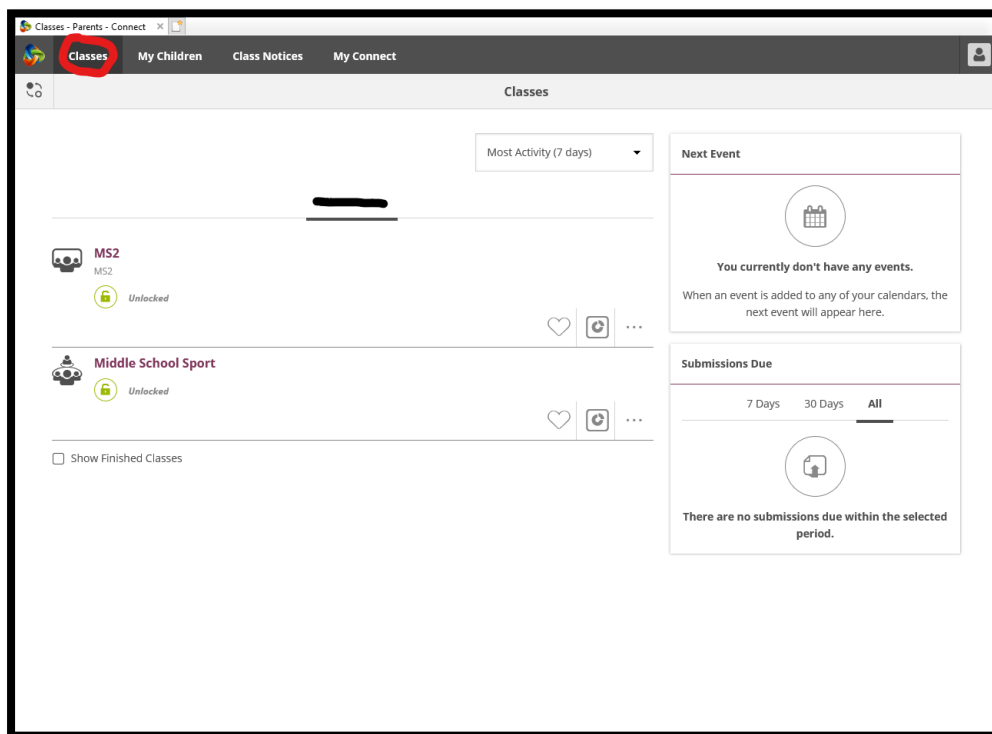 Classes - Parents - Connect
Classes My Children Class Notices My Connect
Classes
Most Activity (7 days)
MS2
MS2
Unlocked
Middle School Sport
Unlocked
Show Finished Classes
Next Event
You currently don't have any events.
When an event is added to any of your calendars, the
next event will appear here.
Submissions Due
7 Days 30 Days All
There are no submissions due within the selected
period.